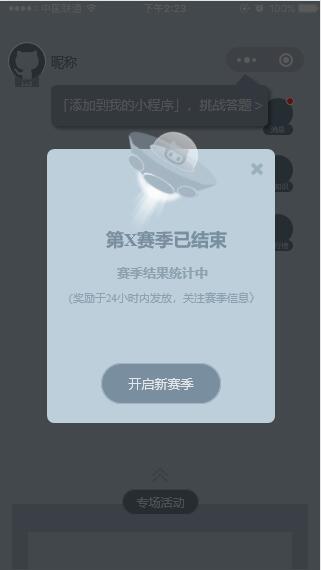 中国联通 下午2:23 100%
昵称
「添加到我的小程序」，挑战答题 >
消息
第X赛季已结束
赛季结果统计中
(奖励于24小时内发放，关注赛季信息)
开启新赛季
专场活动